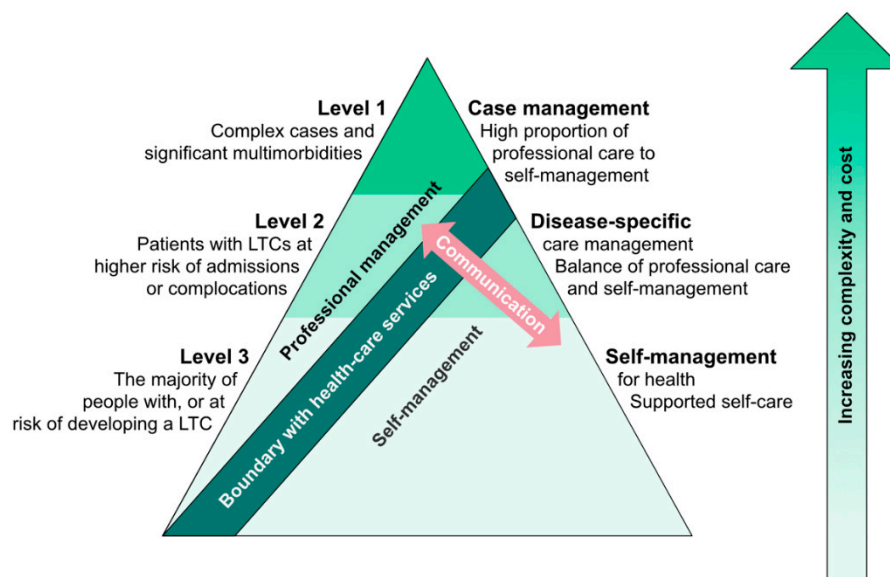 Level 1
Complex cases and
significant multimorbidities
Case management
High proportion of
professional care to
self-management
Level 2
Patients with LTCs at
higher risk of admissions
or complocations
Disease-specific
care management
Balance of professional care
and self-management
Level 3
The majority of
people with, or at
risk of developing a LTC
Self-management
for health
Supported self-care
Professional management
Boundary with health-care services
Communication
Self-management
Increasing complexity and cost